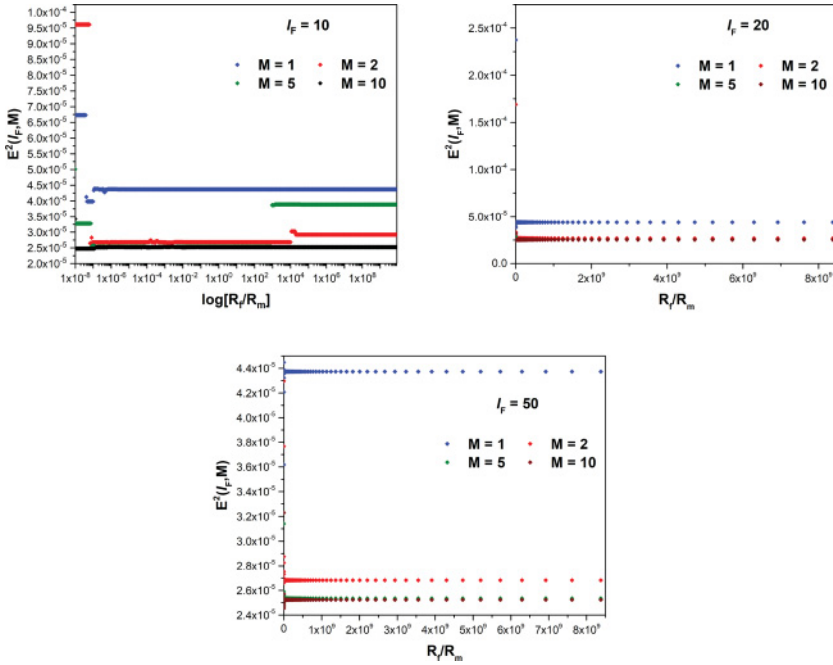 1.0x10⁻⁴
9.5x10⁻⁵
9.0x10⁻⁵
8.5x10⁻⁵
8.0x10⁻⁵
7.5x10⁻⁵
7.0x10⁻⁵
6.5x10⁻⁵
6.0x10⁻⁵
5.5x10⁻⁵
5.0x10⁻⁵
4.5x10⁻⁵
4.0x10⁻⁵
3.5x10⁻⁵
3.0x10⁻⁵
2.5x10⁻⁵
2.0x10⁻⁵
E²(l_F,M)
l_F = 10
M = 1 M = 2
M = 5 M = 10
1x10⁻⁸ 1x10⁻⁶ 1x10⁻⁴ 1x10⁻² 1x10⁰ 1x10² 1x10⁴ 1x10⁶ 1x10⁸
log[R_f/R_m]
2.5x10⁻⁴
2.0x10⁻⁴
1.5x10⁻⁴
1.0x10⁻⁴
5.0x10⁻⁵
0.0
E²(l_F,M)
l_F = 20
M = 1 M = 2
M = 5 M = 10
0 2x10⁹ 4x10⁹ 6x10⁹ 8x10⁹
R_f/R_m
4.4x10⁻⁵
4.2x10⁻⁵
4.0x10⁻⁵
3.8x10⁻⁵
3.6x10⁻⁵
3.4x10⁻⁵
3.2x10⁻⁵
3.0x10⁻⁵
2.8x10⁻⁵
2.6x10⁻⁵
2.4x10⁻⁵
E²(l_F,M)
l_F = 50
M = 1 M = 2
M = 5 M = 10
0 1x10⁹ 2x10⁹ 3x10⁹ 4x10⁹ 5x10⁹ 6x10⁹ 7x10⁹ 8x10⁹
R_f/R_m